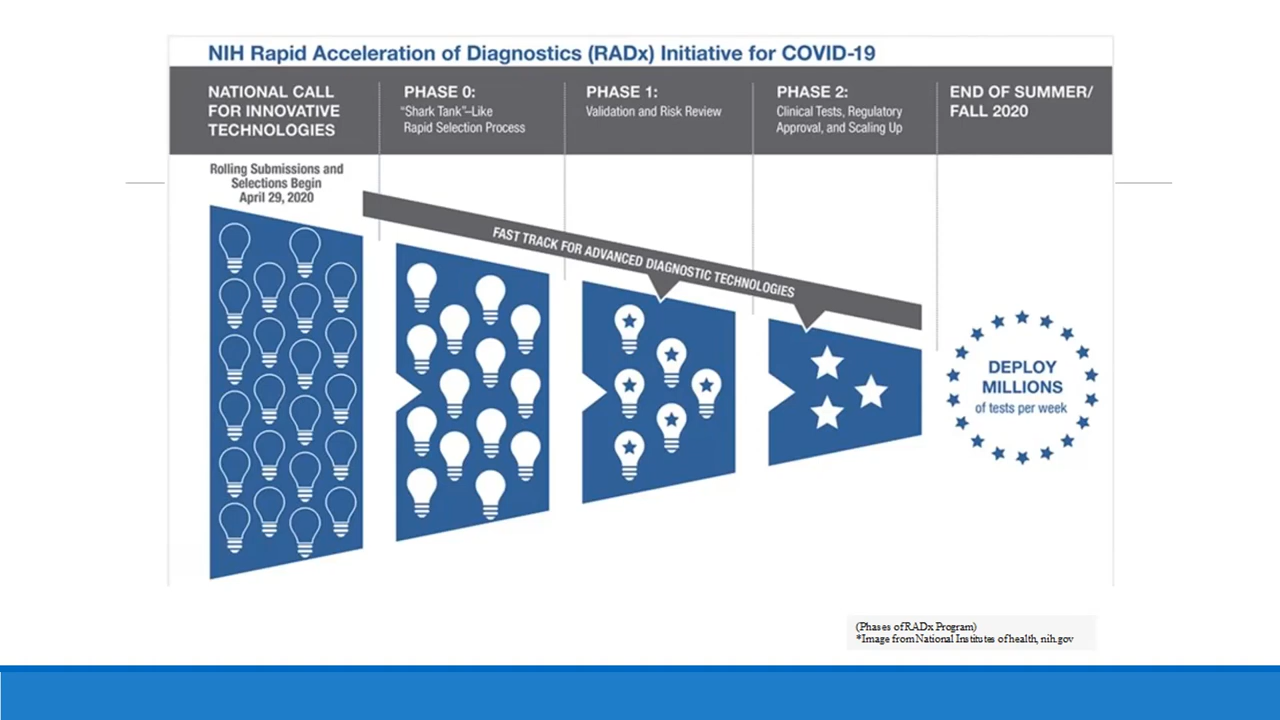 NIH Rapid Acceleration of Diagnostics (RADx) Initiative for COVID-19
NATIONAL CALL
FOR INNOVATIVE
TECHNOLOGIES
PHASE 0:
“Shark Tank”–Like
Rapid Selection Process
PHASE 1:
Validation and Risk Review
PHASE 2:
Clinical Tests, Regulatory
Approval, and Scaling Up
END OF SUMMER/
FALL 2020
Rolling Submissions and
Selections Begin
April 29, 2020
FAST TRACK FOR ADVANCED DIAGNOSTIC TECHNOLOGIES
DEPLOY
MILLIONS
of tests per week
(Phases of RADx Program)
*Image from National Institutes of health, nih.gov